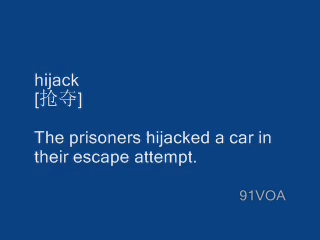 hijack
[抢夺]
The prisoners hijacked a car in
their escape attempt.
91VOA